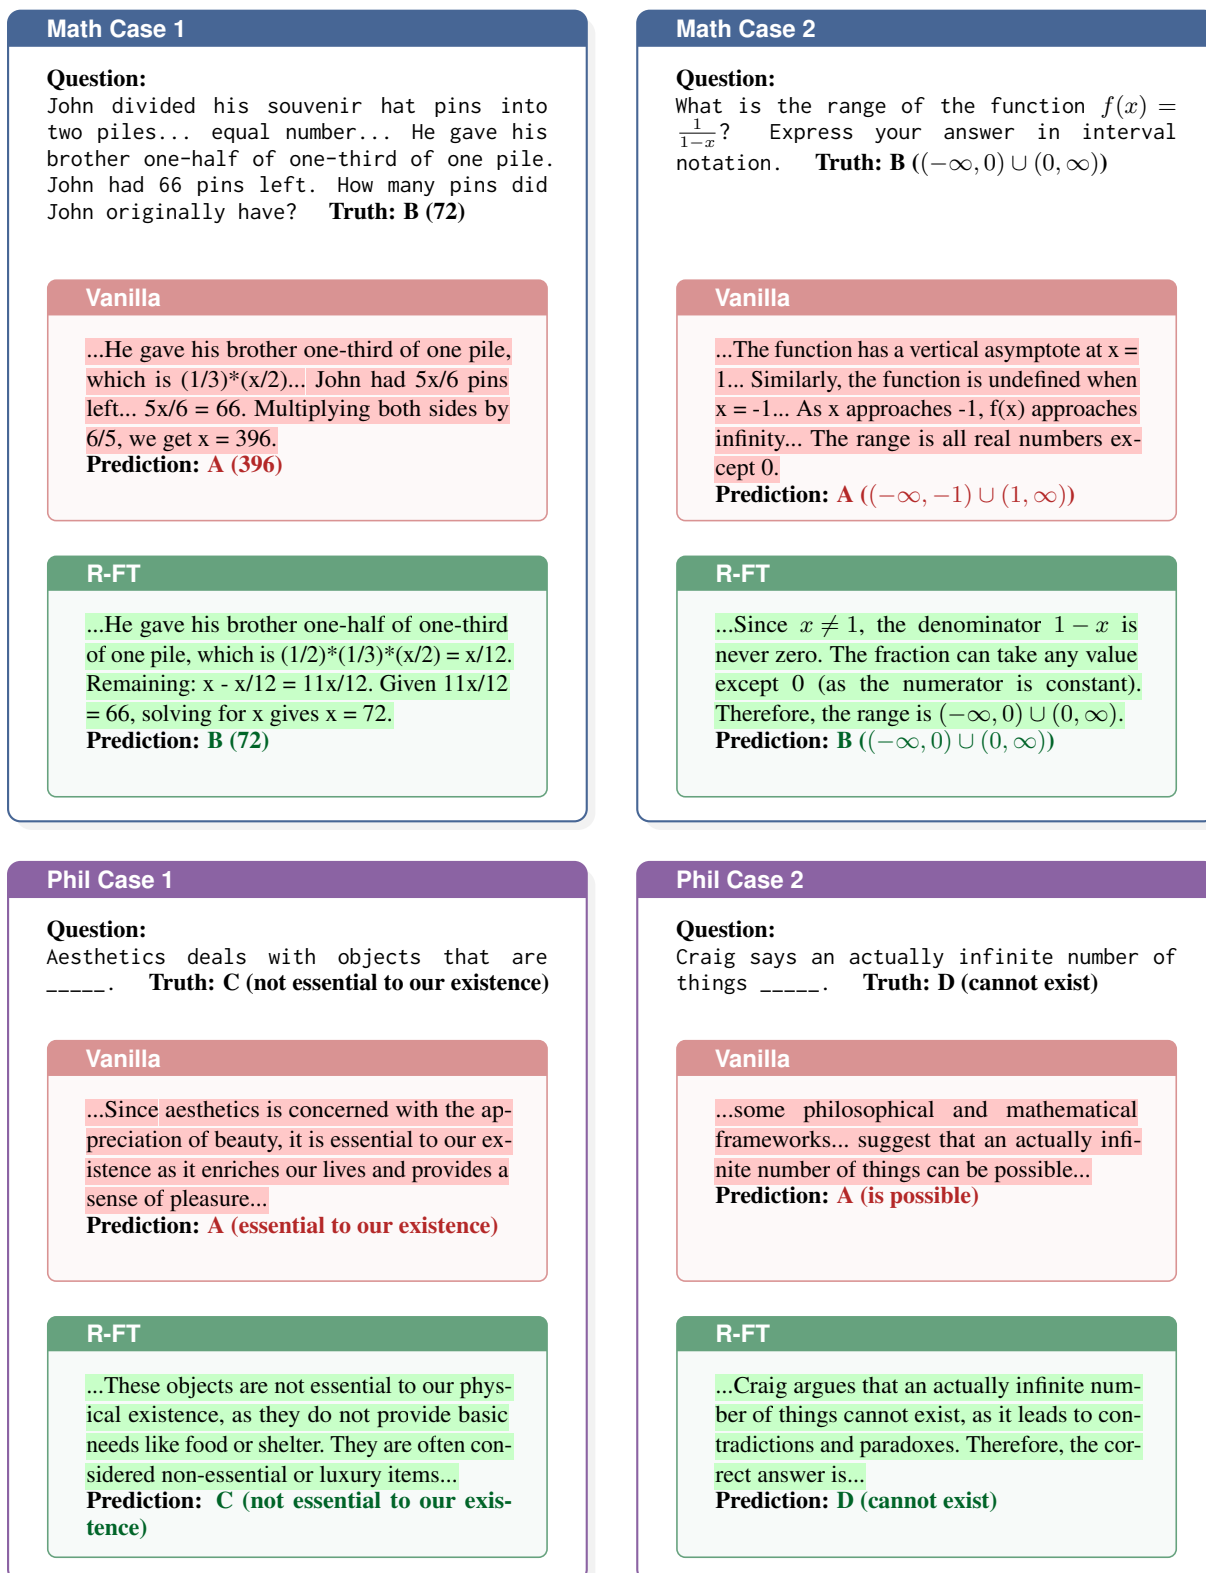 Math Case 1
Question:
John divided his souvenir hat pins into
two piles... equal number... He gave his
brother one-half of one-third of one pile.
John had 66 pins left. How many pins did
John originally have? Truth: B (72)
Vanilla
...He gave his brother one-third of one pile,
which is (1/3)*(x/2)... John had 5x/6 pins
left... 5x/6 = 66. Multiplying both sides by
6/5, we get x = 396.
Prediction: A (396)
R-FT
...He gave his brother one-half of one-third
of one pile, which is (1/2)*(1/3)*(x/2) = x/12.
Remaining: x - x/12 = 11x/12. Given 11x/12
= 66, solving for x gives x = 72.
Prediction: B (72)
Math Case 2
Question:
What is the range of the function f(x) =
1/(1−x)? Express your answer in interval
notation. Truth: B ((−∞, 0) ∪ (0, ∞))
Vanilla
...The function has a vertical asymptote at x =
1... Similarly, the function is undefined when
x = -1... As x approaches -1, f(x) approaches
infinity... The range is all real numbers ex-
cept 0.
Prediction: A ((−∞, −1) ∪ (1, ∞))
R-FT
...Since x ≠ 1, the denominator 1 − x is
never zero. The fraction can take any value
except 0 (as the numerator is constant).
Therefore, the range is (−∞, 0) ∪ (0, ∞).
Prediction: B ((−∞, 0) ∪ (0, ∞))
Phil Case 1
Question:
Aesthetics deals with objects that are
_____. Truth: C (not essential to our existence)
Vanilla
...Since aesthetics is concerned with the ap-
preciation of beauty, it is essential to our ex-
istence as it enriches our lives and provides a
sense of pleasure...
Prediction: A (essential to our existence)
R-FT
...These objects are not essential to our phys-
ical existence, as they do not provide basic
needs like food or shelter. They are often con-
sidered non-essential or luxury items...
Prediction: C (not essential to our exis-
tence)
Phil Case 2
Question:
Craig says an actually infinite number of
things _____. Truth: D (cannot exist)
Vanilla
...some philosophical and mathematical
frameworks... suggest that an actually infi-
nite number of things can be possible...
Prediction: A (is possible)
R-FT
...Craig argues that an actually infinite num-
ber of things cannot exist, as it leads to con-
tradictions and paradoxes. Therefore, the cor-
rect answer is...
Prediction: D (cannot exist)